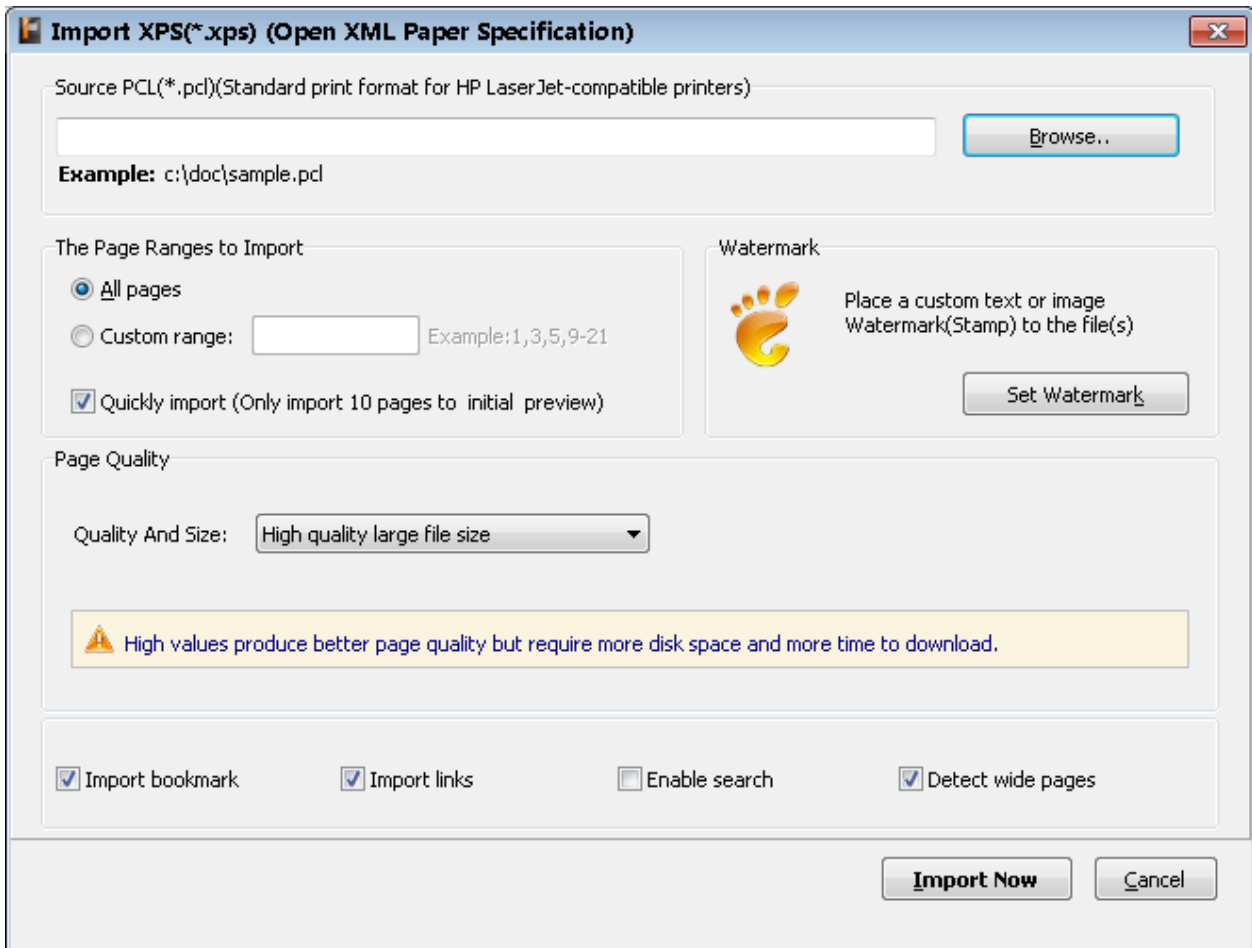 Import XPS(*.xps) (Open XML Paper Specification)
Source PCL(*.pcl)(Standard print format for HP LaserJet-compatible printers)
Browse..
Example: c:\doc\sample.pcl
The Page Ranges to Import
All pages
Custom range:
Example:1,3,5,9-21
Quickly import (Only import 10 pages to  initial  preview)
Watermark
Place a custom text or image
Watermark(Stamp) to the file(s)
Set Watermark
Page Quality
Quality And Size:
High quality large file size
High values produce better page quality but require more disk space and more time to download.
Import bookmark
Import links
Enable search
Detect wide pages
Import Now
Cancel